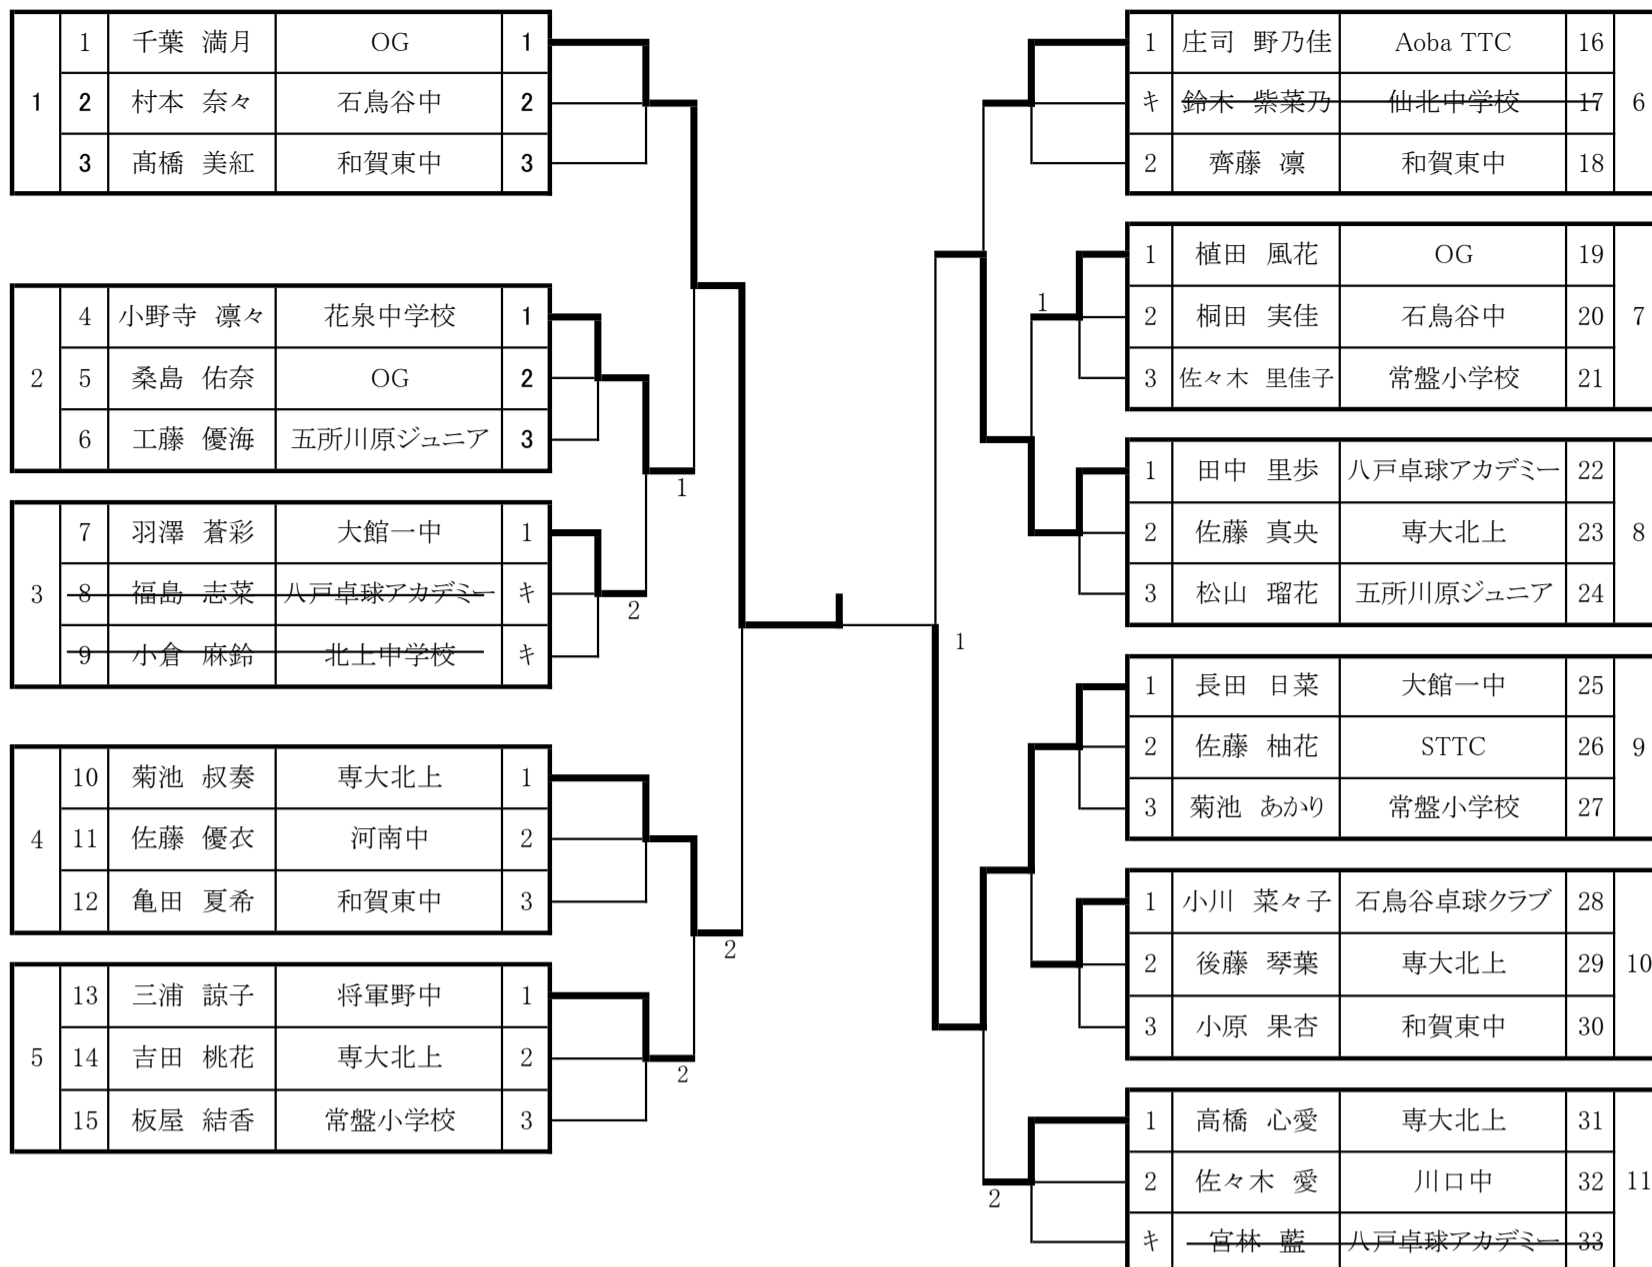 1 千葉 満月 OG 1
1 2 村本 奈々 石鳥谷中 2
3 髙橋 美紅 和賀東中 3
4 小野寺 凛々 花泉中学校 1
2 5 桑島 佑奈 OG 2
6 工藤 優海 五所川原ジュニア 3
1
7 羽澤 蒼彩 大館一中 1
3 8 福島 志菜 八戸卓球アカデミー キ
2
9 小倉 麻鈴 北上中学校 キ
10 菊池 叔奏 専大北上 1
4 11 佐藤 優衣 河南中 2
12 亀田 夏希 和賀東中 3
2
13 三浦 諒子 将軍野中 1
5 14 吉田 桃花 専大北上 2
2
15 板屋 結香 常盤小学校 3
1 庄司 野乃佳 Aoba TTC 16
キ 鈴木 紫菜乃 仙北中学校 17 6
2 齊藤 凛 和賀東中 18
1 植田 風花 OG 19
1
2 桐田 実佳 石鳥谷中 20 7
3 佐々木 里佳子 常盤小学校 21
1 田中 里歩 八戸卓球アカデミー 22
2 佐藤 真央 専大北上 23 8
3 松山 瑠花 五所川原ジュニア 24
1
1 長田 日菜 大館一中 25
2 佐藤 柚花 STTC 26 9
3 菊池 あかり 常盤小学校 27
1 小川 菜々子 石鳥谷卓球クラブ 28
2 後藤 琴葉 専大北上 29 10
3 小原 果杏 和賀東中 30
1 高橋 心愛 専大北上 31
2 佐々木 愛 川口中 32 11
2
キ 宮林 藍 八戸卓球アカデミー 33